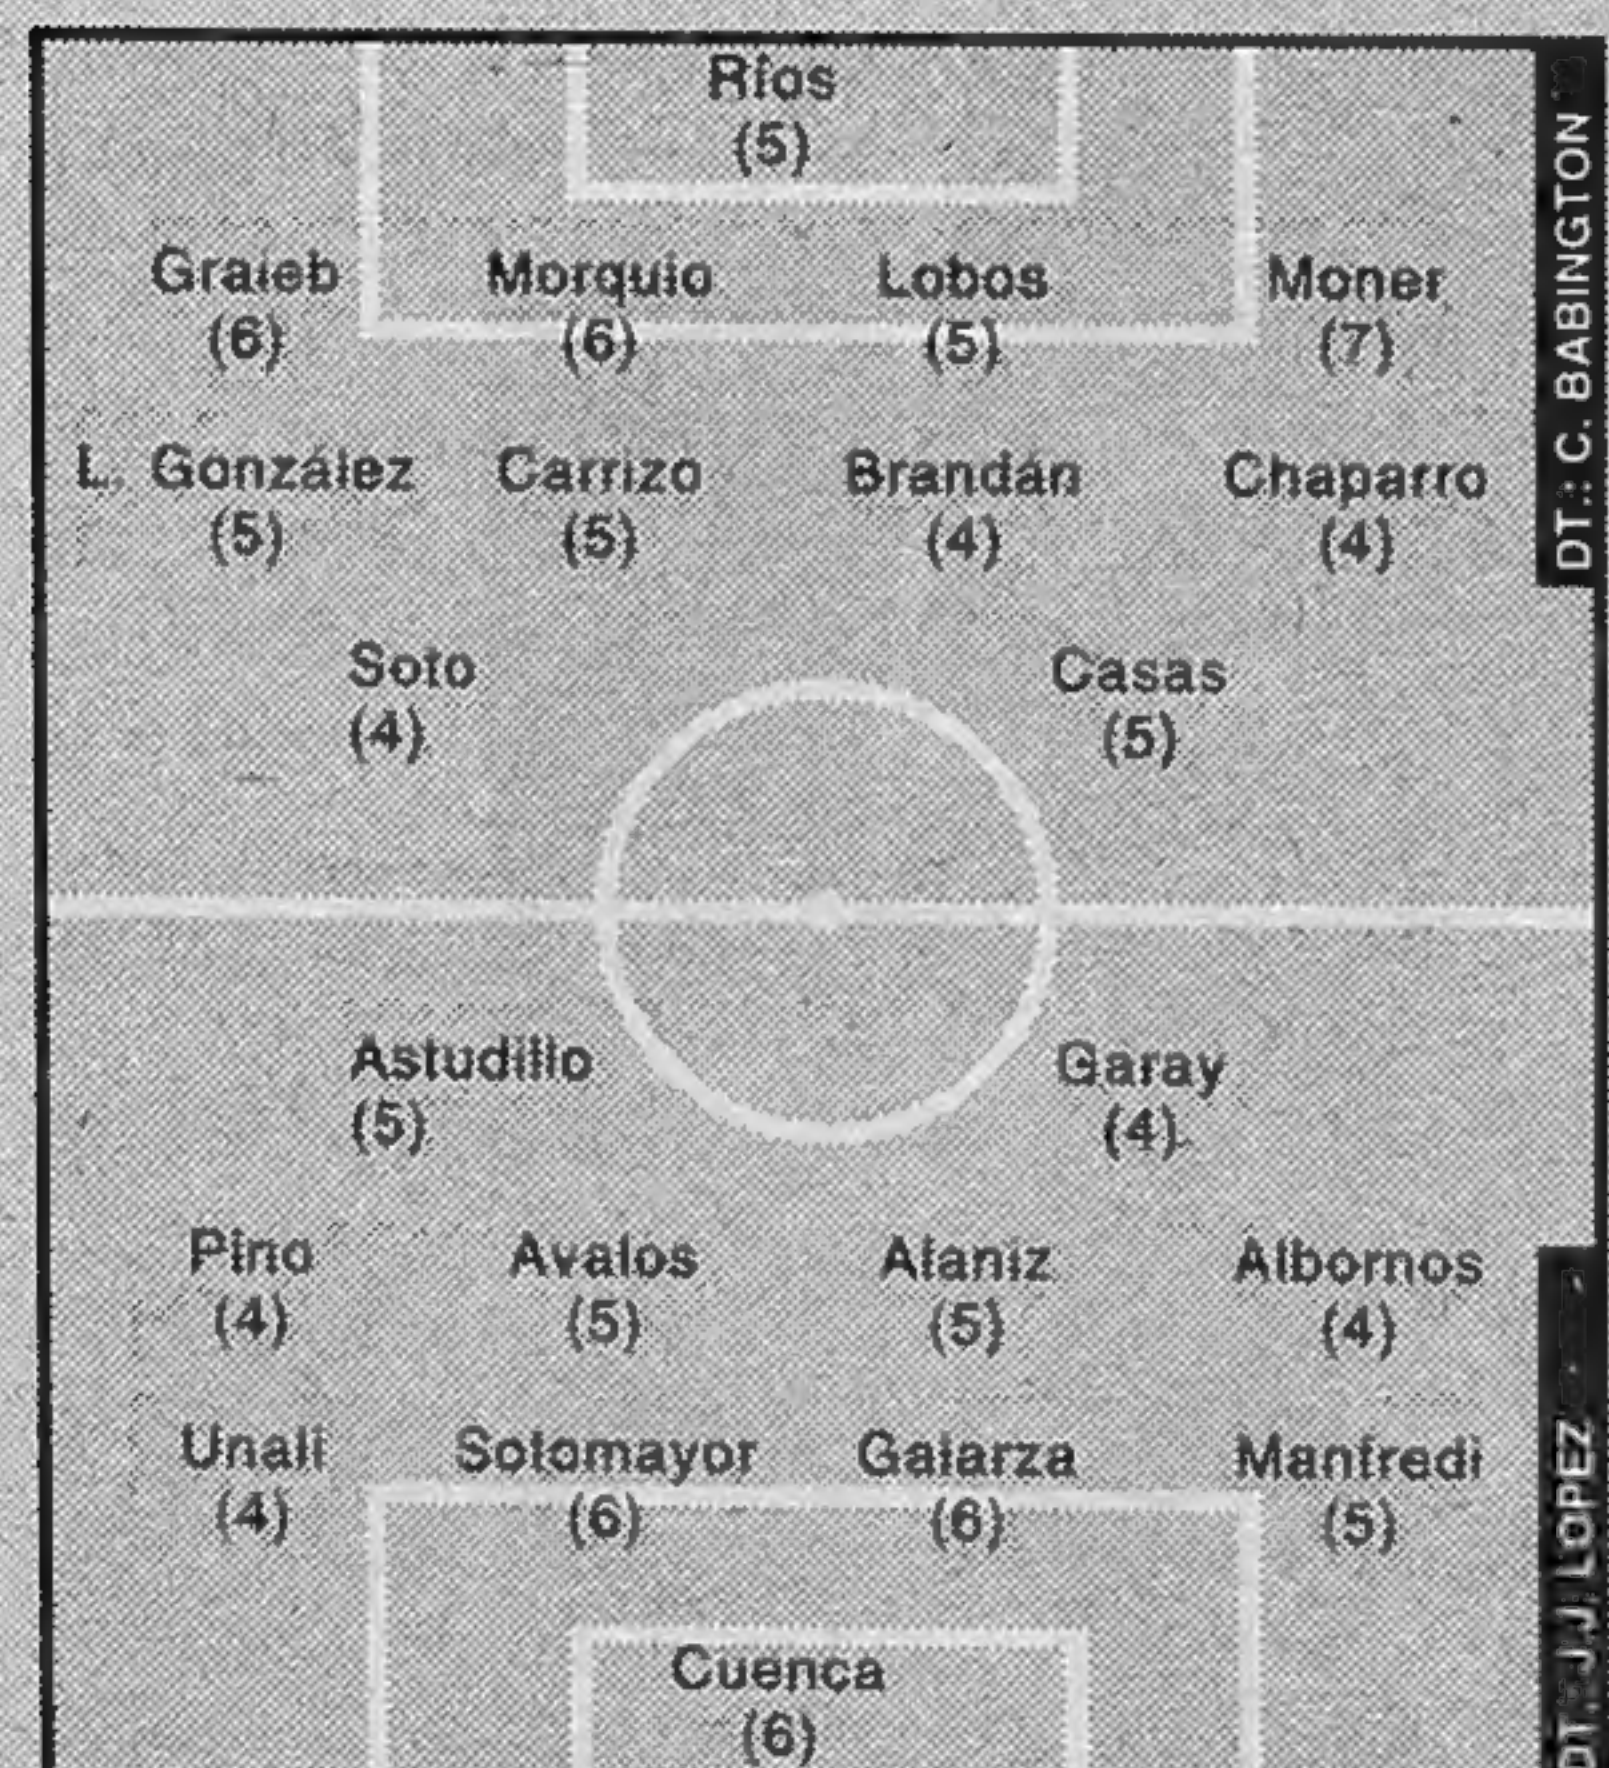 Ríos
(5)
Graieb Morquio Lobos Moner
(6) (6) (5) (7)
L. González Carrizo Brandán Chaparro
(5) (5) (4) (4)
Soto Casas
(4) (5)
DT.: C. BABINGTON
Astudillo Garay
(5) (4)
Pino Avalos Alaniz Albornos
(4) (5) (5) (4)
Unali Sotomayor Galarza Manfredi
(4) (6) (6) (5)
Cuenca
(6)
DT.: J.J. LOPEZ